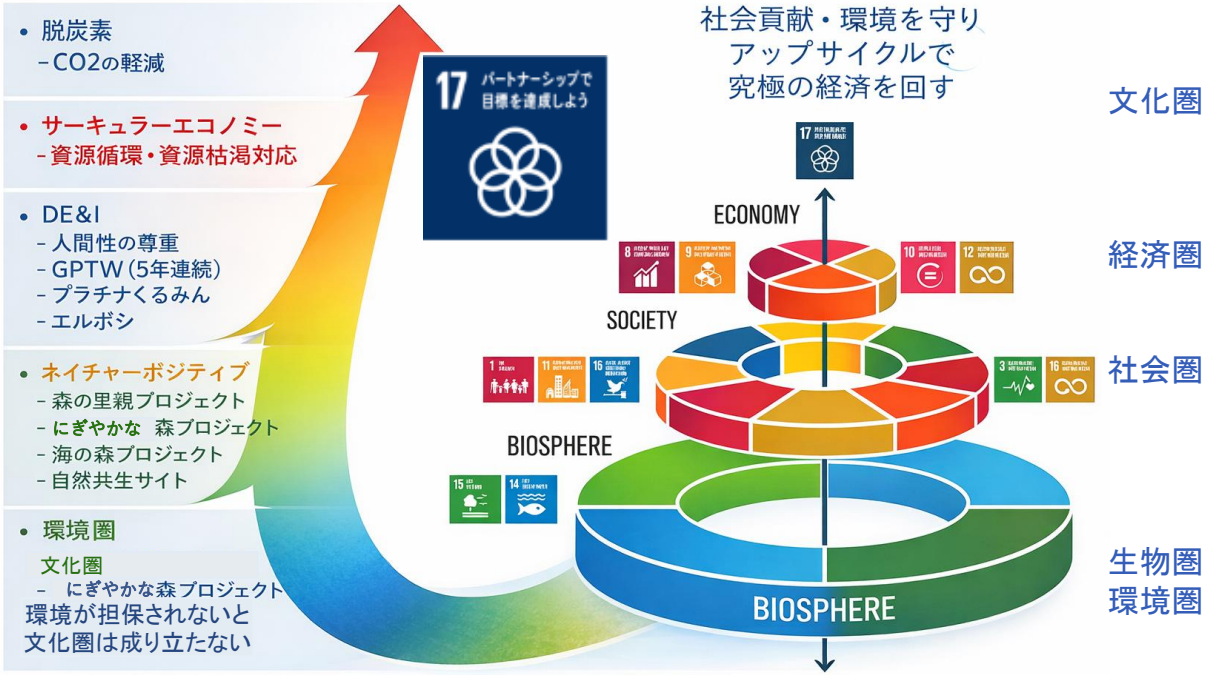 • 脱炭素
– CO2の軽減
• サーキュラーエコノミー
– 資源循環・資源枯渇対応
• DE&I
– 人間性の尊重
– GPTW（5年連続）
– プラチナくるみん
– エルボシ
• ネイチャーポジティブ
– 森の里親プロジェクト
– にぎやかな 森プロジェクト
– 海の森プロジェクト
– 自然共生サイト
• 環境圏
文化圏
– にぎやかな森プロジェクト
環境が担保されないと
文化圏は成り立たない
17 パートナーシップで
目標を達成しよう
社会貢献・環境を守り
アップサイクルで
究極の経済を回す
17
ECONOMY
8
9
10
12
SOCIETY
1
11
16
3
16
BIOSPHERE
15
14
BIOSPHERE
文化圏
経済圏
社会圏
生物圏
環境圏